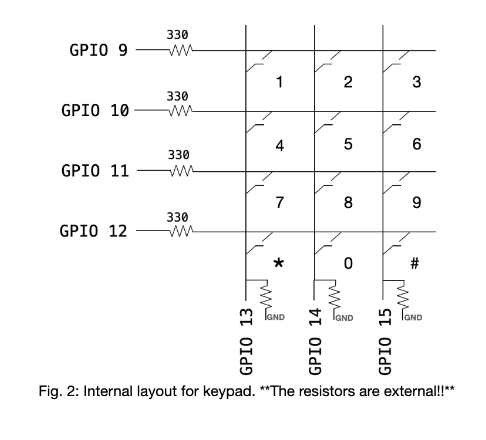 330
GPIO 9
1 2 3
330
GPIO 10
4 5 6
330
GPIO 11
7 8 9
330
GPIO 12
* 0 #
GND GND GND
GPIO 13 GPIO 14 GPIO 15
Fig. 2: Internal layout for keypad. **The resistors are external!!**